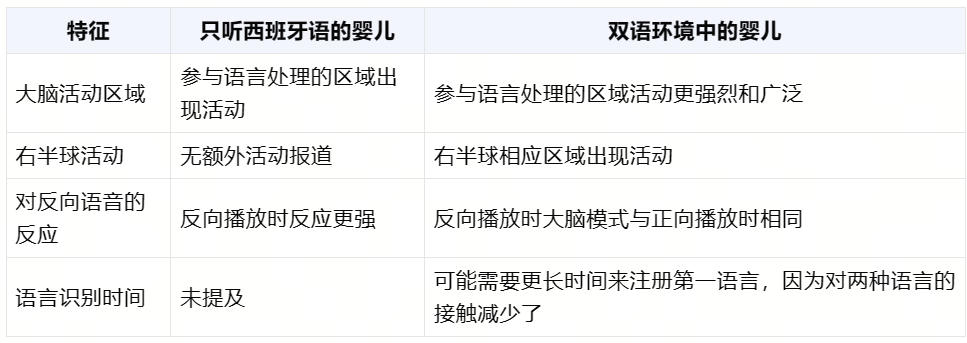 特征 只听西班牙语的婴儿 双语环境中的婴儿
大脑活动区域 参与语言处理的区域出现活动 参与语言处理的区域活动更强烈和广泛
右半球活动 无额外活动报道 右半球相应区域出现活动
对反向语音的反应 反向播放时反应更强 反向播放时大脑模式与正向播放时相同
语言识别时间 未提及 可能需要更长时间来注册第一语言，因为对两种语言的接触减少了